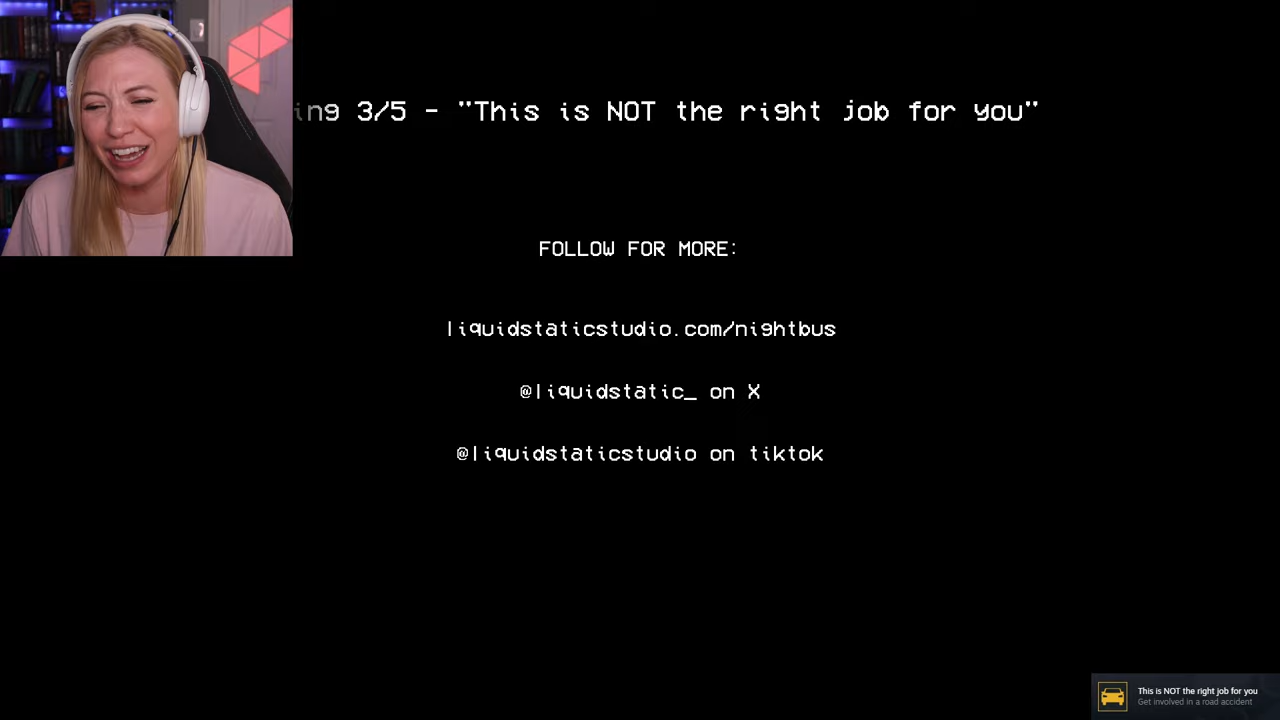 ing 3/5 - "This is NOT the right job for you"
FOLLOW FOR MORE:
liquidstaticstudio.com/nightbus
@liquidstatic_ on X
@liquidstaticstudio on tiktok
This is NOT the right job for you
Get involved in a road accident